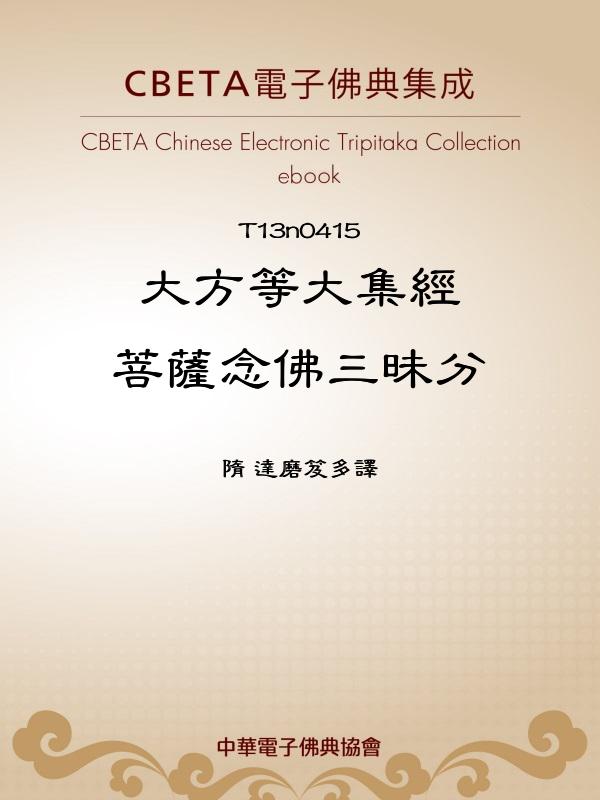 CBETA電子佛典集成
CBETA Chinese Electronic Tripitaka Collection
ebook
T13n0415
大方等大集經
菩薩念佛三昧分
隋 達磨笈多譯
中華電子佛典協會